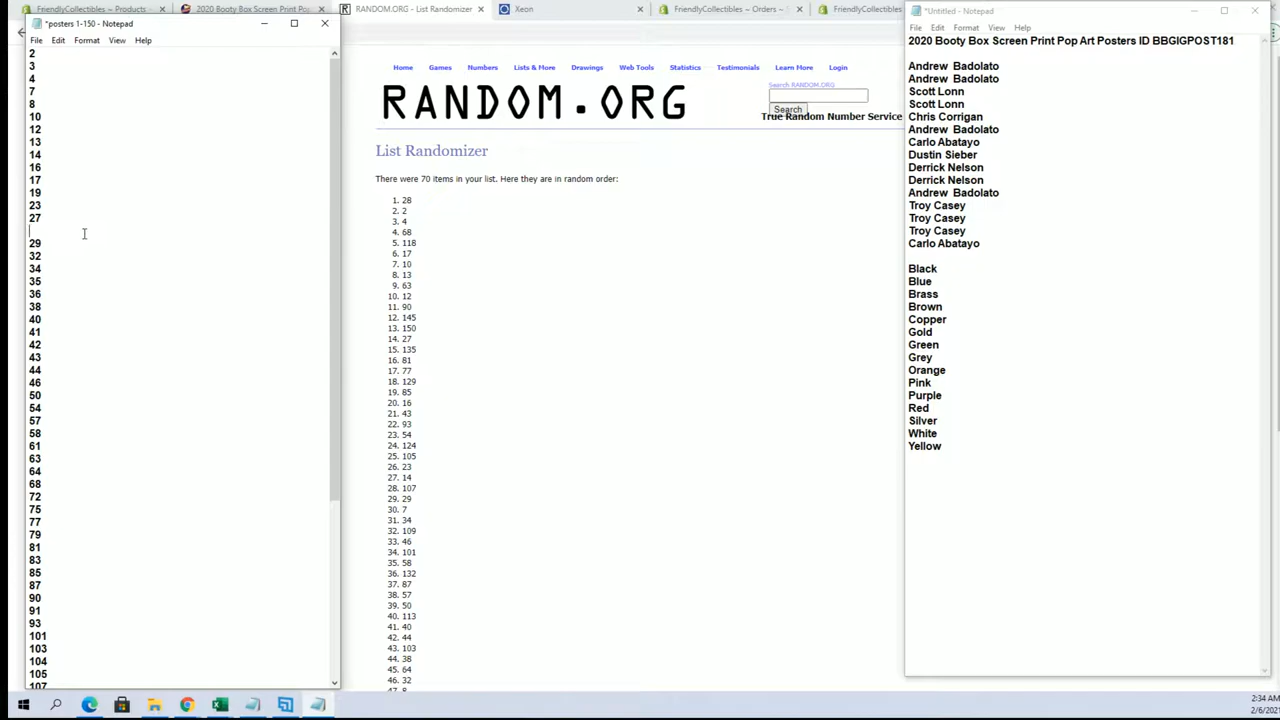 FriendlyCollectibles ~ Products
2020 Booty Box Screen Print Po
RANDOM.ORG - List Randomizer
Xeon
FriendlyCollectibles ~ Orders ~
FriendlyCollectibles
*posters 1-150 - Notepad
File Edit Format View Help
2
3
4
7
8
10
12
13
14
16
17
19
23
27
29
32
34
35
36
38
40
41
42
43
44
46
50
54
57
58
61
63
64
68
72
75
77
79
81
83
85
87
90
91
93
101
103
104
105
107
Home Games Numbers Lists & More Drawings Web Tools Statistics Testimonials Learn More Login
RANDOM.ORG
Search RANDOM.ORG
Search
True Random Number Service
List Randomizer
There were 70 items in your list. Here they are in random order:
1. 28
2. 2
3. 4
4. 68
5. 118
6. 17
7. 10
8. 13
9. 63
10. 12
11. 90
12. 145
13. 150
14. 27
15. 135
16. 81
17. 77
18. 129
19. 85
20. 16
21. 43
22. 93
23. 54
24. 124
25. 105
26. 23
27. 14
28. 107
29. 29
30. 7
31. 34
32. 109
33. 46
34. 101
35. 58
36. 132
37. 87
38. 57
39. 50
40. 113
41. 40
42. 44
43. 103
44. 38
45. 64
46. 32
47. 8
*Untitled - Notepad
File Edit Format View Help
2020 Booty Box Screen Print Pop Art Posters ID BBGIGPOST181
Andrew Badolato
Andrew Badolato
Scott Lonn
Scott Lonn
Chris Corrigan
Andrew Badolato
Carlo Abatayo
Dustin Sieber
Derrick Nelson
Derrick Nelson
Andrew Badolato
Troy Casey
Troy Casey
Troy Casey
Carlo Abatayo
Black
Blue
Brass
Brown
Copper
Gold
Green
Grey
Orange
Pink
Purple
Red
Silver
White
Yellow
2:34 AM
2/6/2021